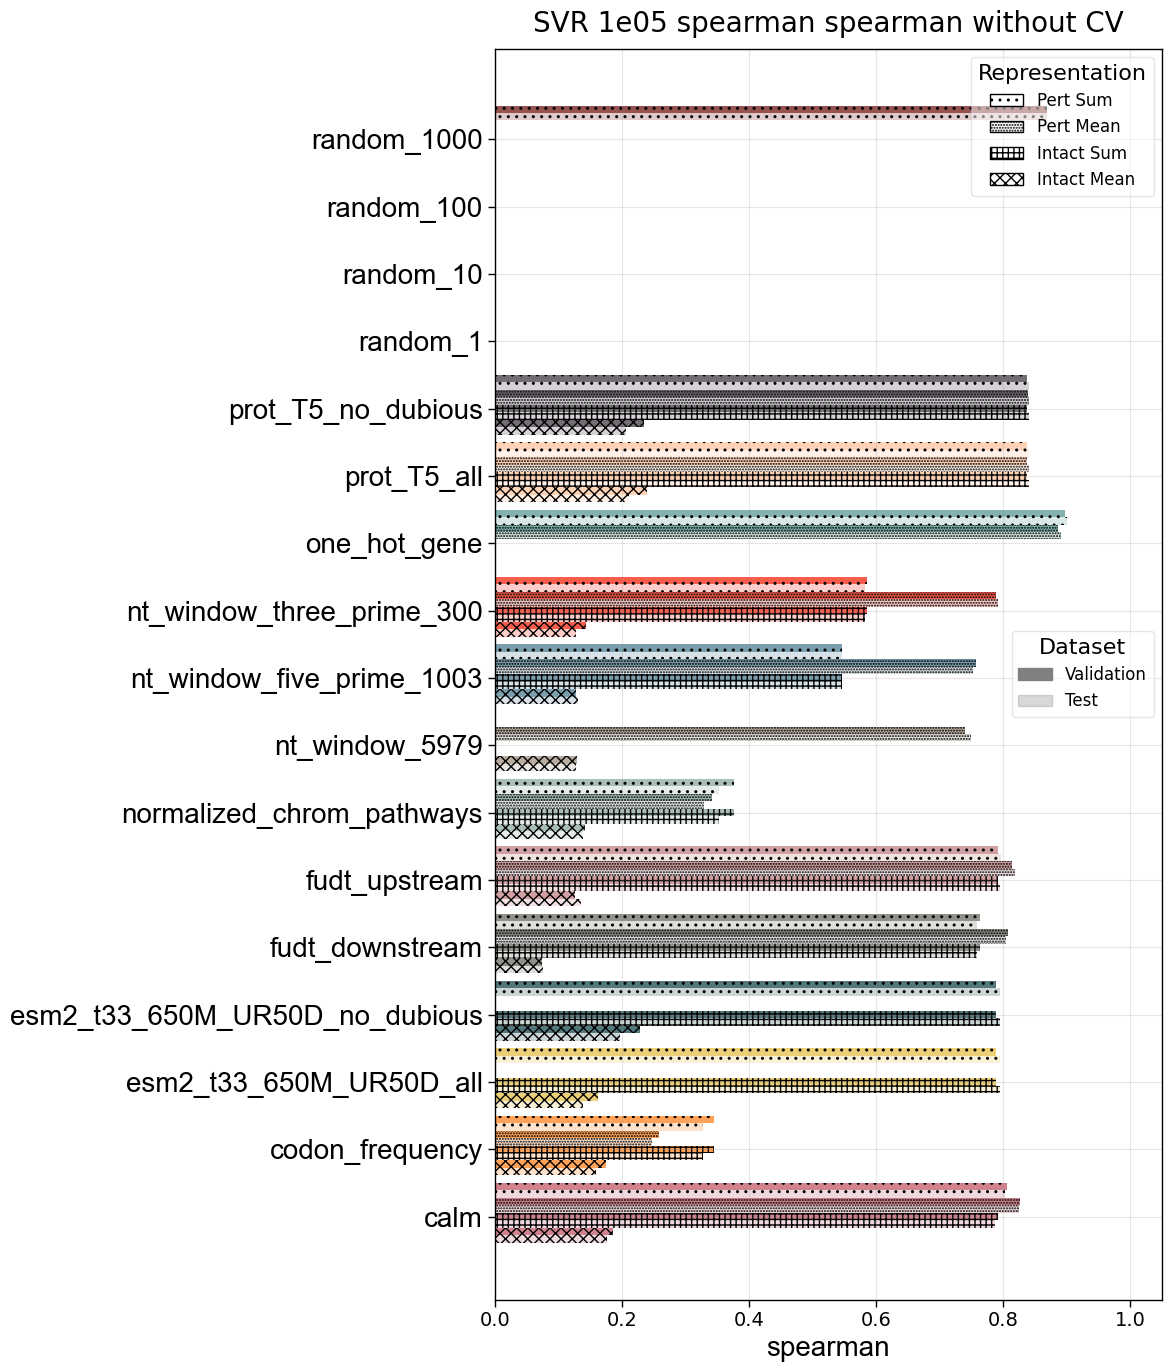 SVR 1e05 spearman spearman without CV
Representation
Pert Sum
Pert Mean
Intact Sum
Intact Mean
random_1000
random_100
random_10
random_1
prot_T5_no_dubious
prot_T5_all
one_hot_gene
nt_window_three_prime_300
nt_window_five_prime_1003
Dataset
Validation
Test
nt_window_5979
normalized_chrom_pathways
fudt_upstream
fudt_downstream
esm2_t33_650M_UR50D_no_dubious
esm2_t33_650M_UR50D_all
codon_frequency
calm
0.0 0.2 0.4 0.6 0.8 1.0
spearman